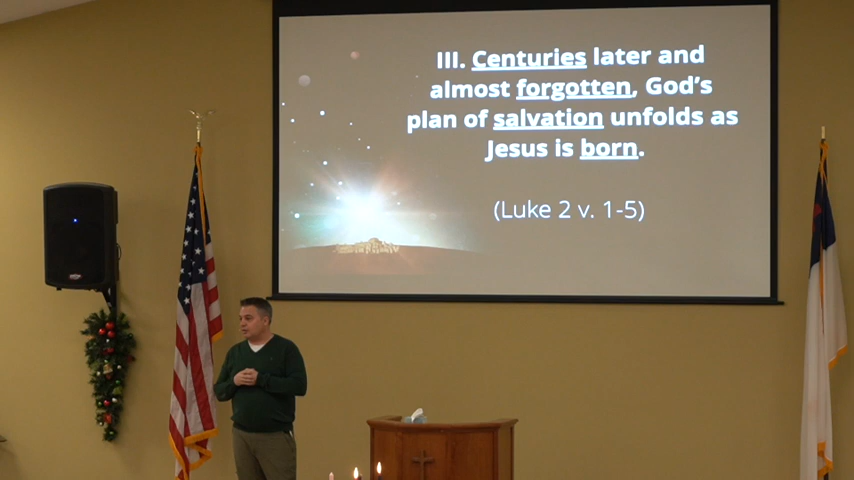 III. Centuries later and
almost forgotten, God's
plan of salvation unfolds as
Jesus is born.
(Luke 2 v. 1-5)